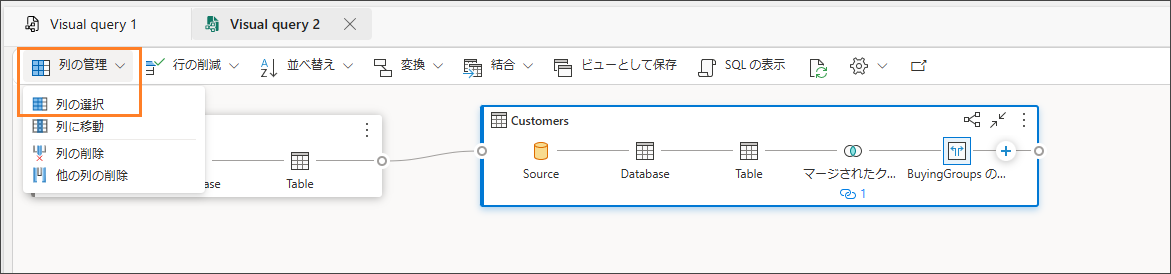 Visual query 1
Visual query 2
列の管理 行の削減 並べ替え 変換 結合 ビューとして保存 SQL の表示
列の選択
列に移動
列の削除
他の列の削除
base Table
Customers
Source Database Table マージされたク... BuyingGroups の...
1